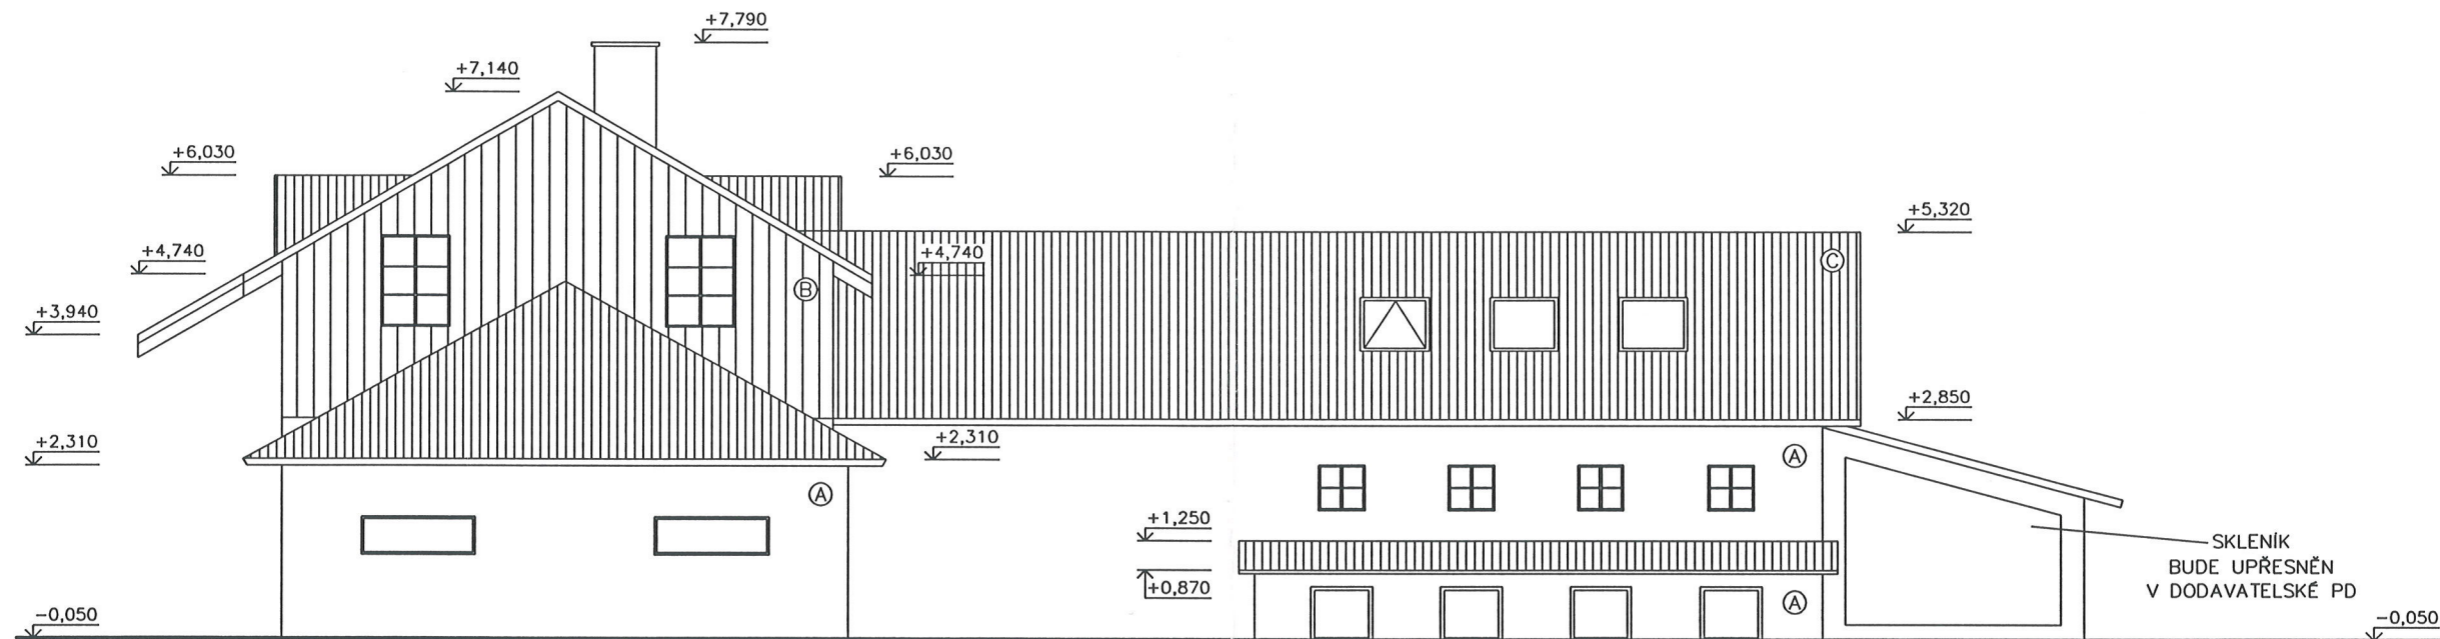 +7,790
+7,140
+6,030
+6,030
+5,320
+4,740
+4,740
C
B
+3,940
+2,850
+2,310
+2,310
A
A
+1,250
SKLENÍK
BUDE UPŘESNĚN
V DODAVATELSKÉ PD
+0,870
A
-0,050
-0,050